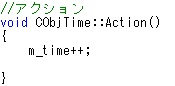 //アクション
void CObjTime::Action()
{
    m_time++;
}